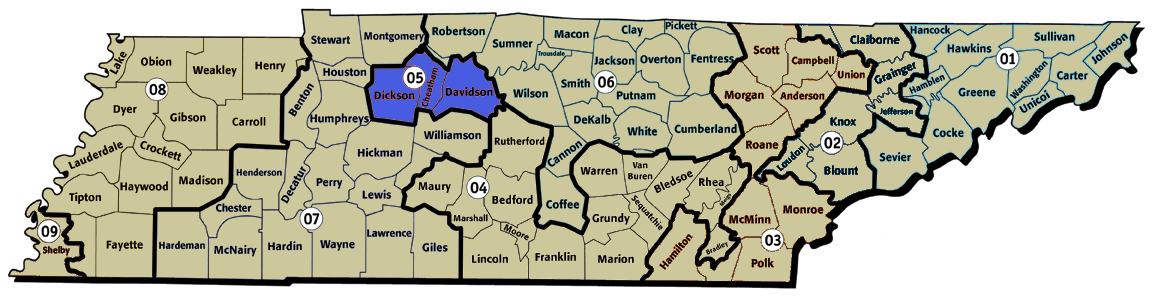 Lake
Obion
Weakley
Henry
Stewart
Montgomery
Robertson
Sumner
Macon
Trousdale
Clay
Pickett
Jackson
Overton
Fentress
Scott
Campbell
Claiborne
Hancock
Hawkins
Sullivan
Johnson
01
Carter
Washington
Unicoi
Greene
Hamblen
Grainger
Union
08
Dyer
Gibson
Carroll
Benton
Houston
Humphreys
05
Dickson
Cheatham
Davidson
Wilson
Smith
06
Putnam
DeKalb
White
Cumberland
Morgan
Anderson
Roane
Knox
Jefferson
Cocke
Sevier
02
Loudon
Blount
Lauderdale
Crockett
Haywood
Madison
Tipton
Henderson
Decatur
Perry
Hickman
Lewis
Williamson
Rutherford
Cannon
Maury
04
Bedford
Marshall
Moore
Coffee
Warren
Van
Buren
Bledsoe
Rhea
Meigs
Sequatchie
Grundy
McMinn
Monroe
03
Polk
Bradley
Hamilton
Marion
Franklin
Lincoln
Giles
Lawrence
Wayne
07
Hardin
McNairy
Chester
Hardeman
Fayette
09
Shelby